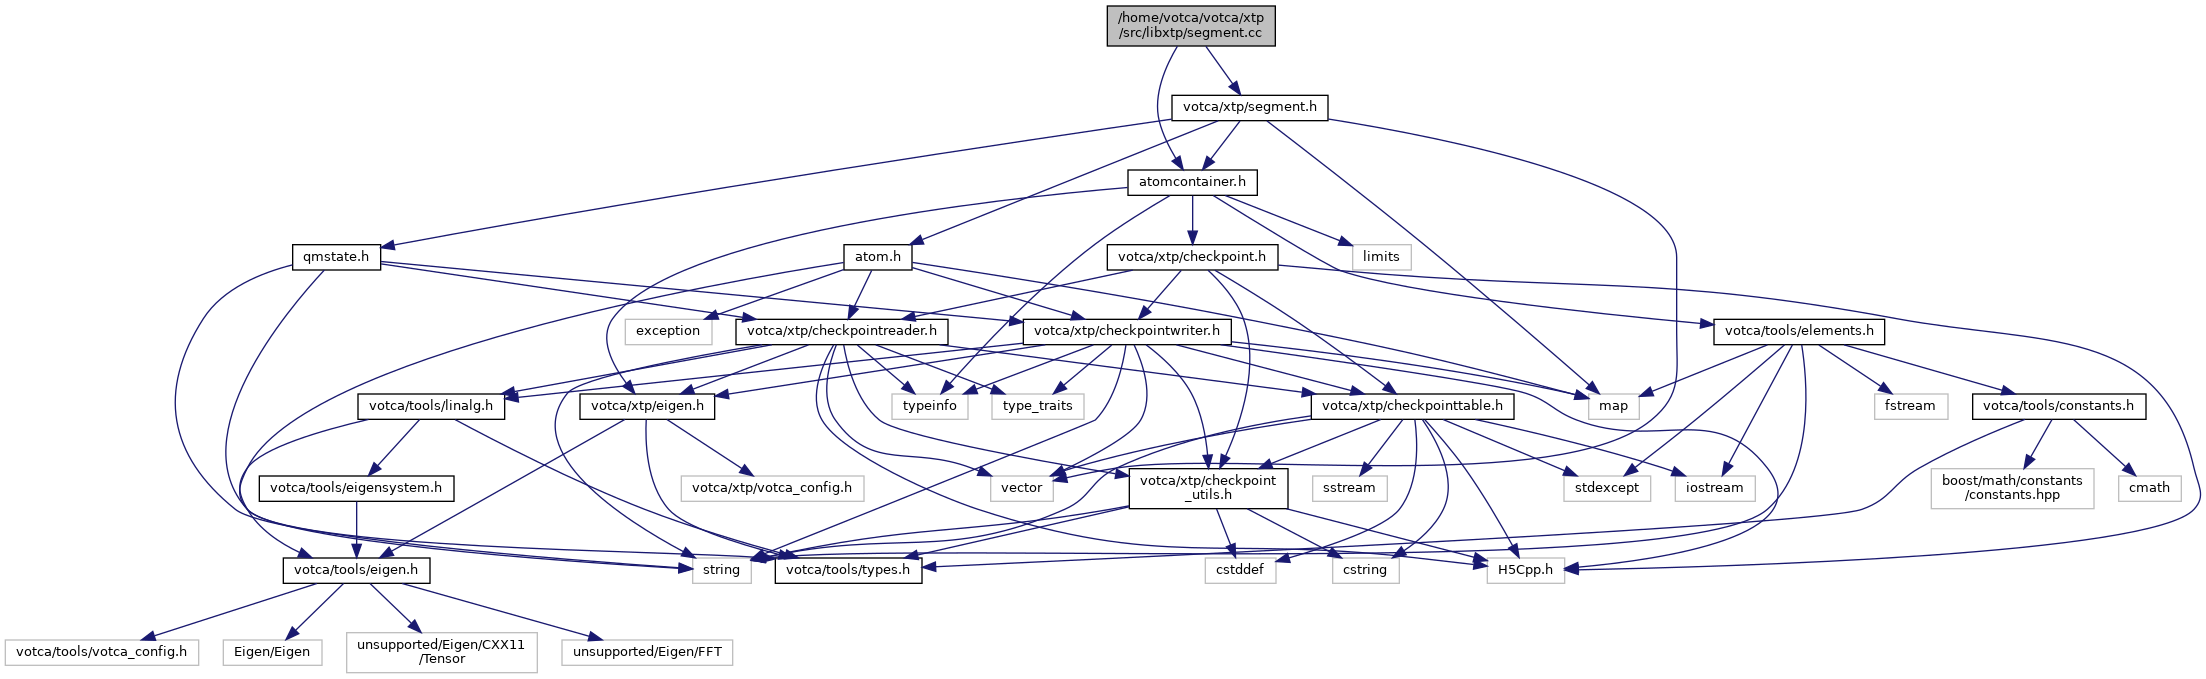 /home/votca/votca/xtp
/src/libxtp/segment.cc
votca/xtp/segment.h
atomcontainer.h
qmstate.h
atom.h
votca/xtp/checkpoint.h
limits
exception
votca/xtp/checkpointreader.h
votca/xtp/checkpointwriter.h
votca/tools/elements.h
votca/tools/linalg.h
votca/xtp/eigen.h
typeinfo
type_traits
votca/xtp/checkpointtable.h
map
fstream
votca/tools/constants.h
votca/tools/eigensystem.h
votca/xtp/votca_config.h
vector
votca/xtp/checkpoint
_utils.h
sstream
stdexcept
iostream
boost/math/constants
/constants.hpp
cmath
votca/tools/eigen.h
string
votca/tools/types.h
cstddef
cstring
H5Cpp.h
votca/tools/votca_config.h
Eigen/Eigen
unsupported/Eigen/CXX11
/Tensor
unsupported/Eigen/FFT